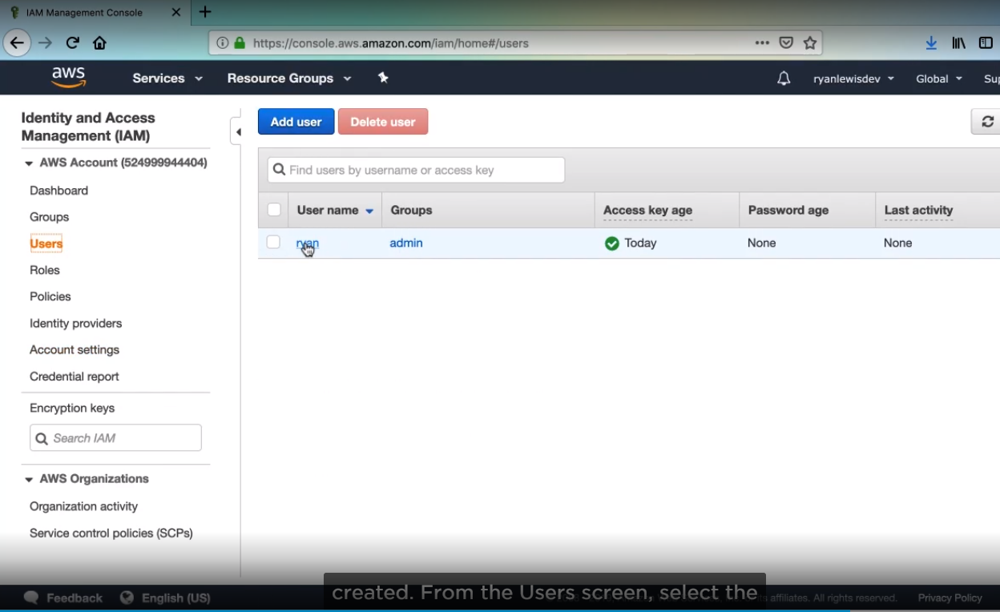 IAM Management Console
https://console.aws.amazon.com/iam/home#/users
aws Services Resource Groups ryanlewisdev Global Sup
Identity and Access
Management (IAM)
AWS Account (524999944404)
Dashboard
Groups
Users
Roles
Policies
Identity providers
Account settings
Credential report
Encryption keys
Search IAM
AWS Organizations
Organization activity
Service control policies (SCPs)
Add user Delete user
Find users by username or access key
User name Groups Access key age Password age Last activity
ryan admin Today None None
Feedback English (US)
created. From the Users screen, select the
affiliates. All rights reserved. Privacy Policy